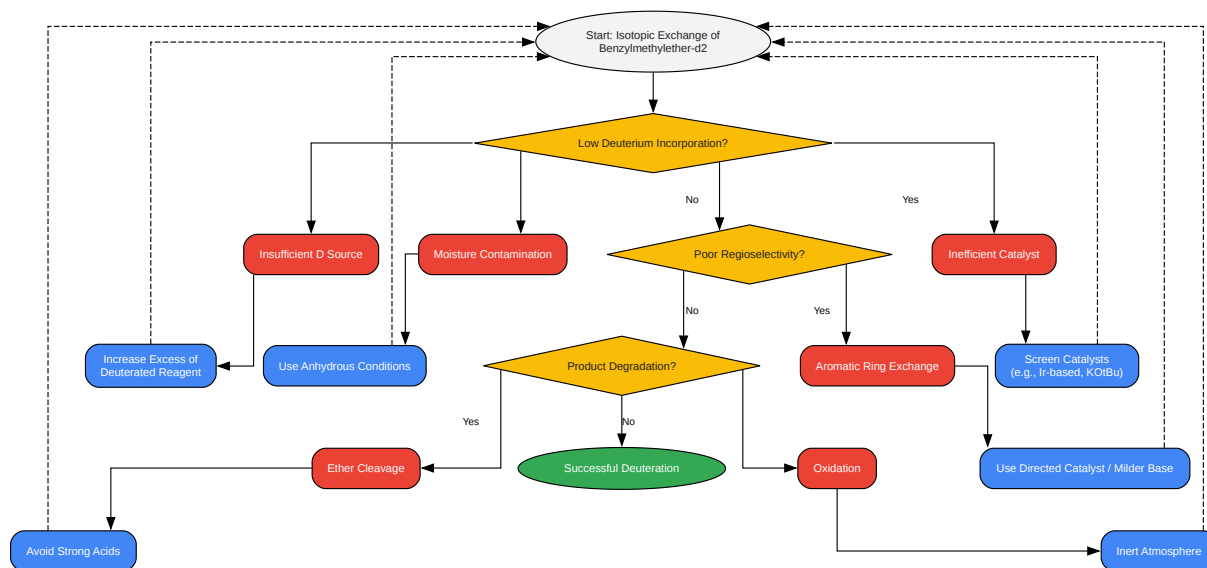 Start: Isotopic Exchange of
Benzylmethylether-d2
Low Deuterium Incorporation?
No
Yes
Insufficient D Source
Moisture Contamination
Poor Regioselectivity?
Inefficient Catalyst
No
Yes
Increase Excess of
Deuterated Reagent
Use Anhydrous Conditions
Product Degradation?
Aromatic Ring Exchange
Screen Catalysts
(e.g., Ir-based, KOtBu)
Yes
No
Ether Cleavage
Successful Deuteration
Oxidation
Use Directed Catalyst / Milder Base
Avoid Strong Acids
Inert Atmosphere